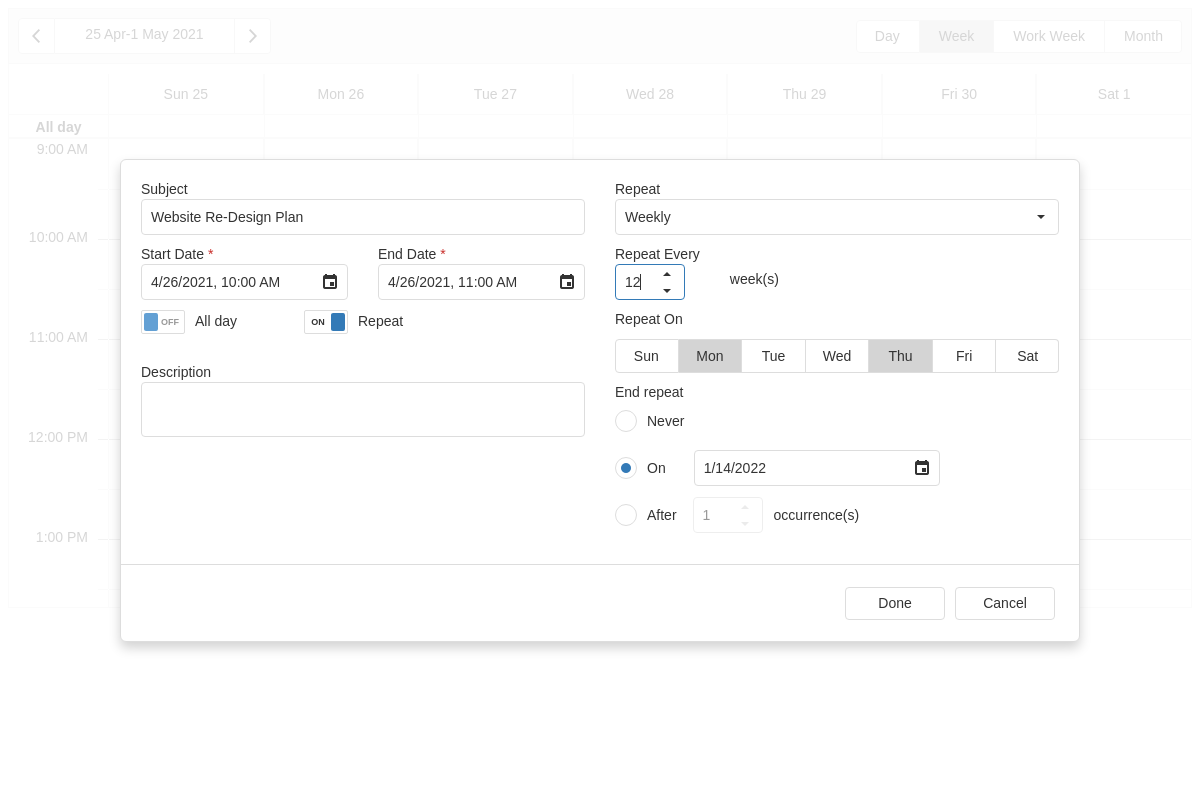 25 Apr-1 May 2021
Day Week Work Week Month
Sun 25 Mon 26 Tue 27 Wed 28 Thu 29 Fri 30 Sat 1
All day
9:00 AM
10:00 AM
11:00 AM
12:00 PM
1:00 PM
Subject
Website Re-Design Plan
Start Date * End Date *
4/26/2021, 10:00 AM 4/26/2021, 11:00 AM
OFF All day ON Repeat
Description
Repeat
Weekly
Repeat Every
12 week(s)
Repeat On
Sun Mon Tue Wed Thu Fri Sat
End repeat
Never
On 1/14/2022
After 1 occurrence(s)
Done Cancel